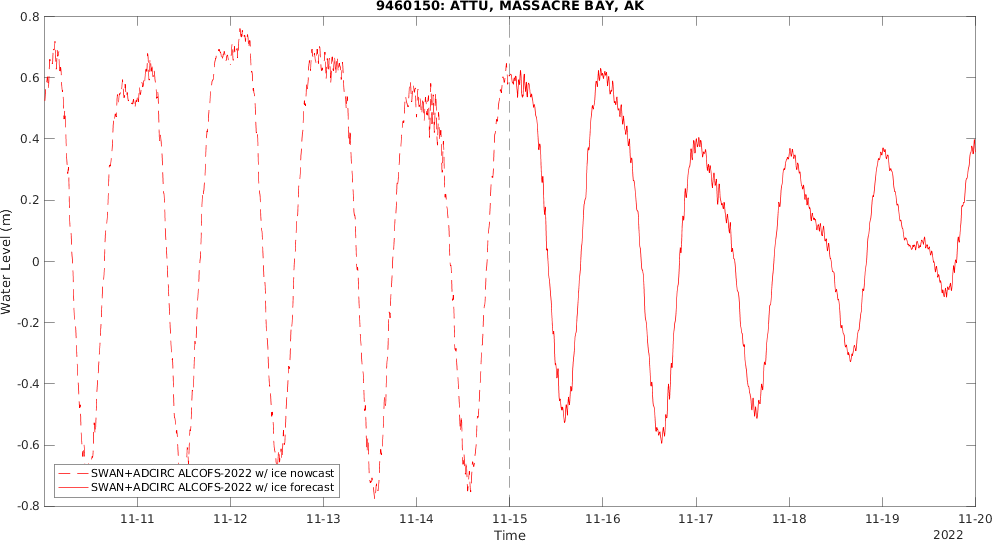 9460150: ATTU, MASSACRE BAY, AK
0.8
0.6
0.4
0.2
0
-0.2
-0.4
-0.6
-0.8
Water Level (m)
SWAN+ADCIRC ALCOFS-2022 w/ ice nowcast
SWAN+ADCIRC ALCOFS-2022 w/ ice forecast
11-11 11-12 11-13 11-14 11-15 11-16 11-17 11-18 11-19 11-20
Time
2022